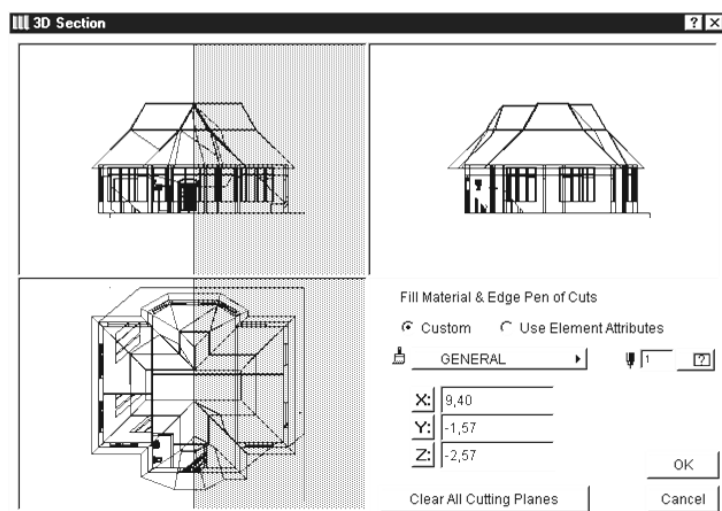 3D Section
? X
Fill Material & Edge Pen of Cuts
Custom Use Element Attributes
GENERAL 1 ?
X: 9,40
Y: -1,57
Z: -2,57
OK
Clear All Cutting Planes Cancel